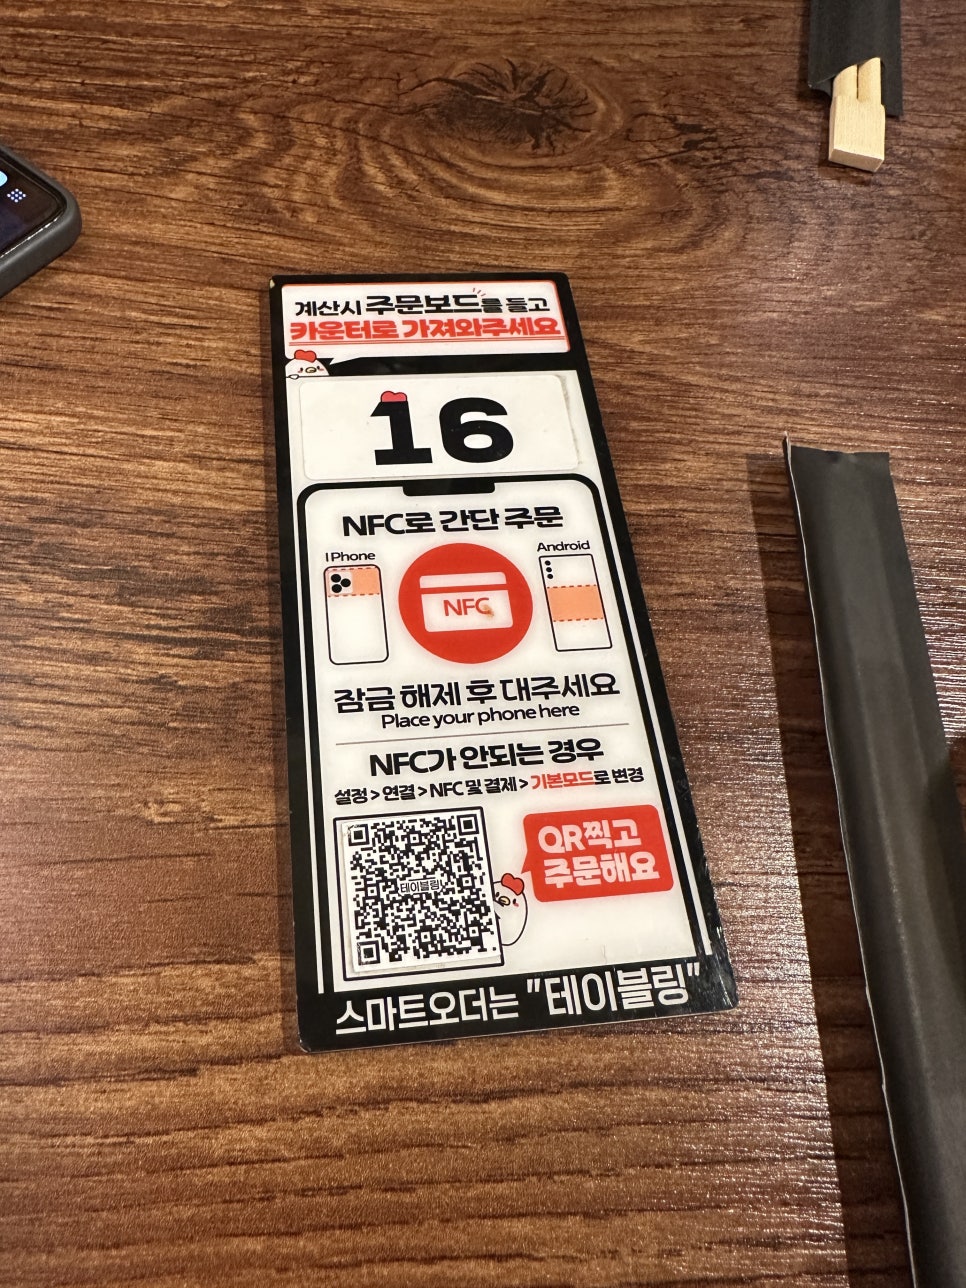 계산시 주문보드를 들고
카운터로 가져와주세요
16
NFC로 간단 주문
IPhone
Android
NFC
잠금 해제 후 대주세요
Place your phone here
NFC가 안되는 경우
설정 > 연결 > NFC 및 결제 > 기본모드로 변경
테이블링
QR찍고
주문해요
스마트오더는 "테이블링"